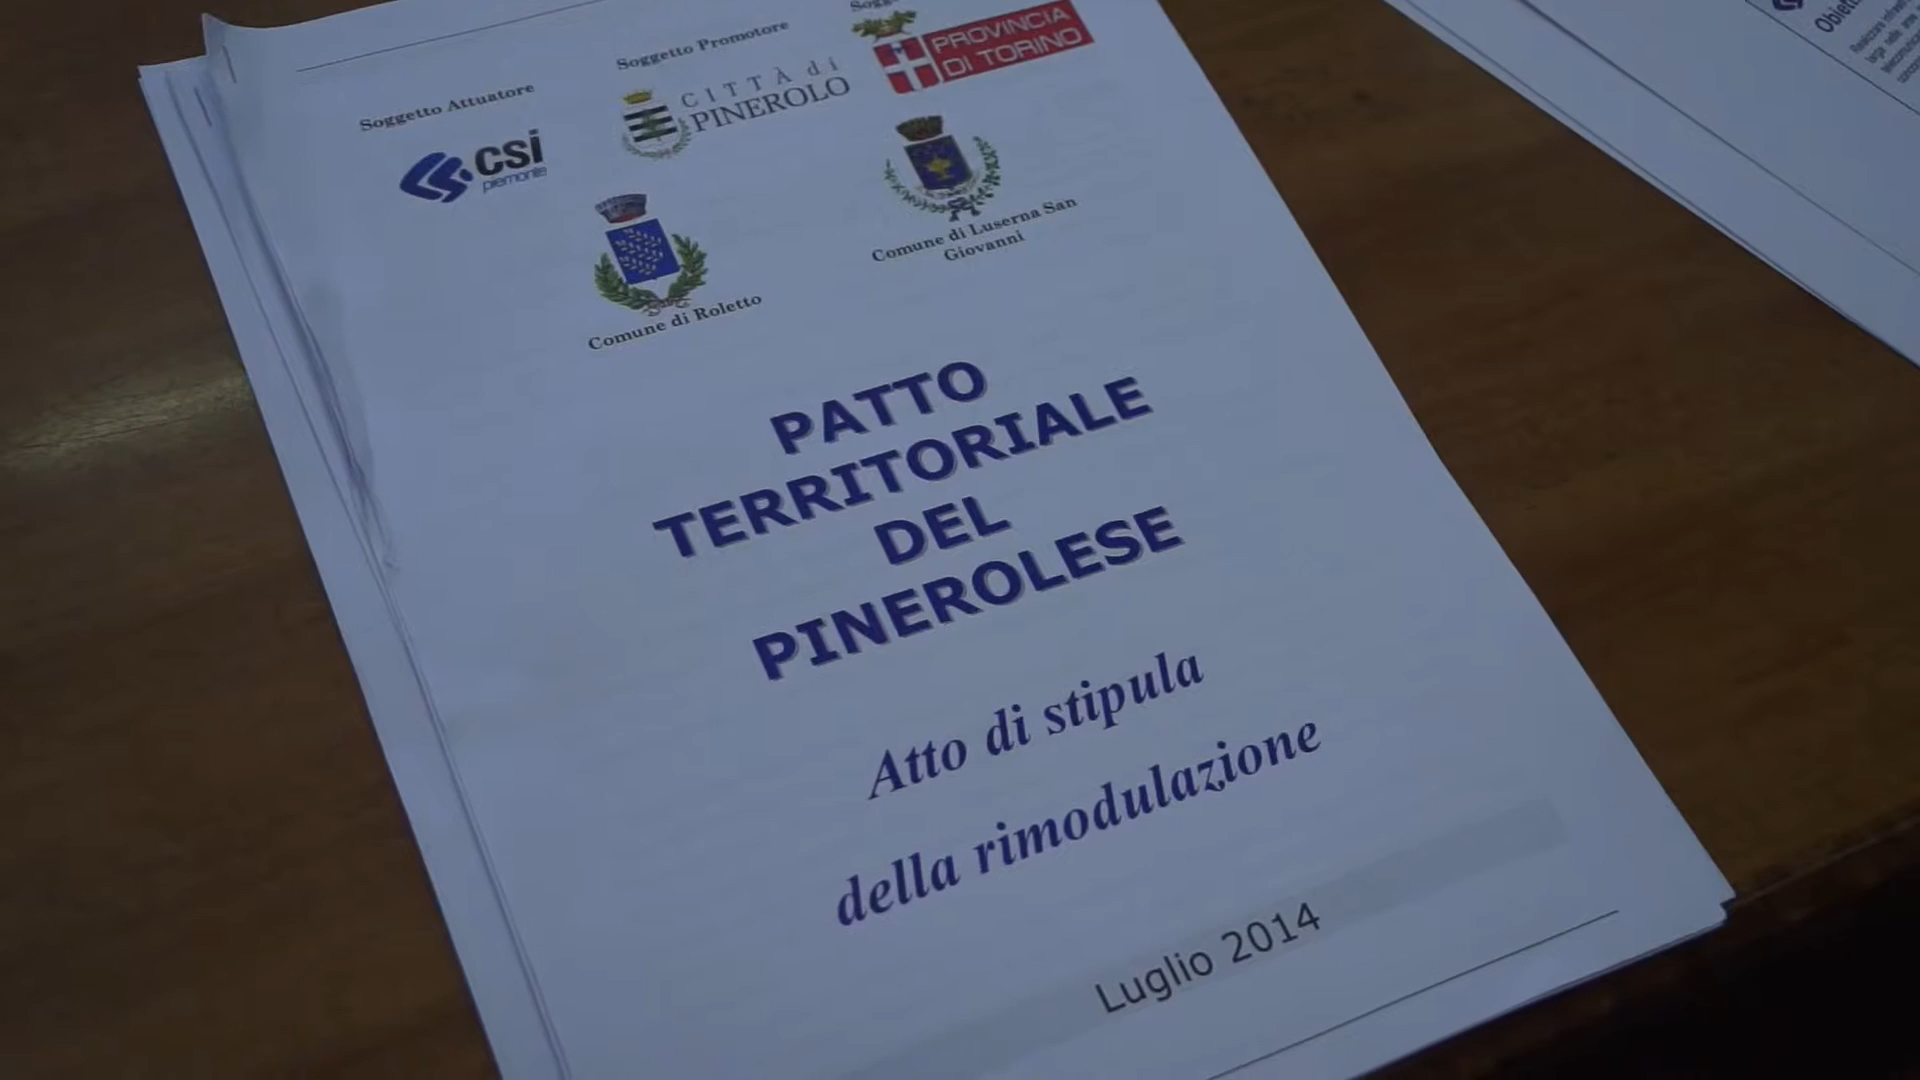 Soggetto Attuatore
Soggetto Promotore
csi
piemonte
CITTÀ di
PINEROLO
PROVINCIA
DI TORINO
Comune di Roletto
Comune di Luserna San
Giovanni
PATTO
TERRITORIALE
DEL
PINEROLESE
Atto di stipula
della rimodulazione
Luglio 2014